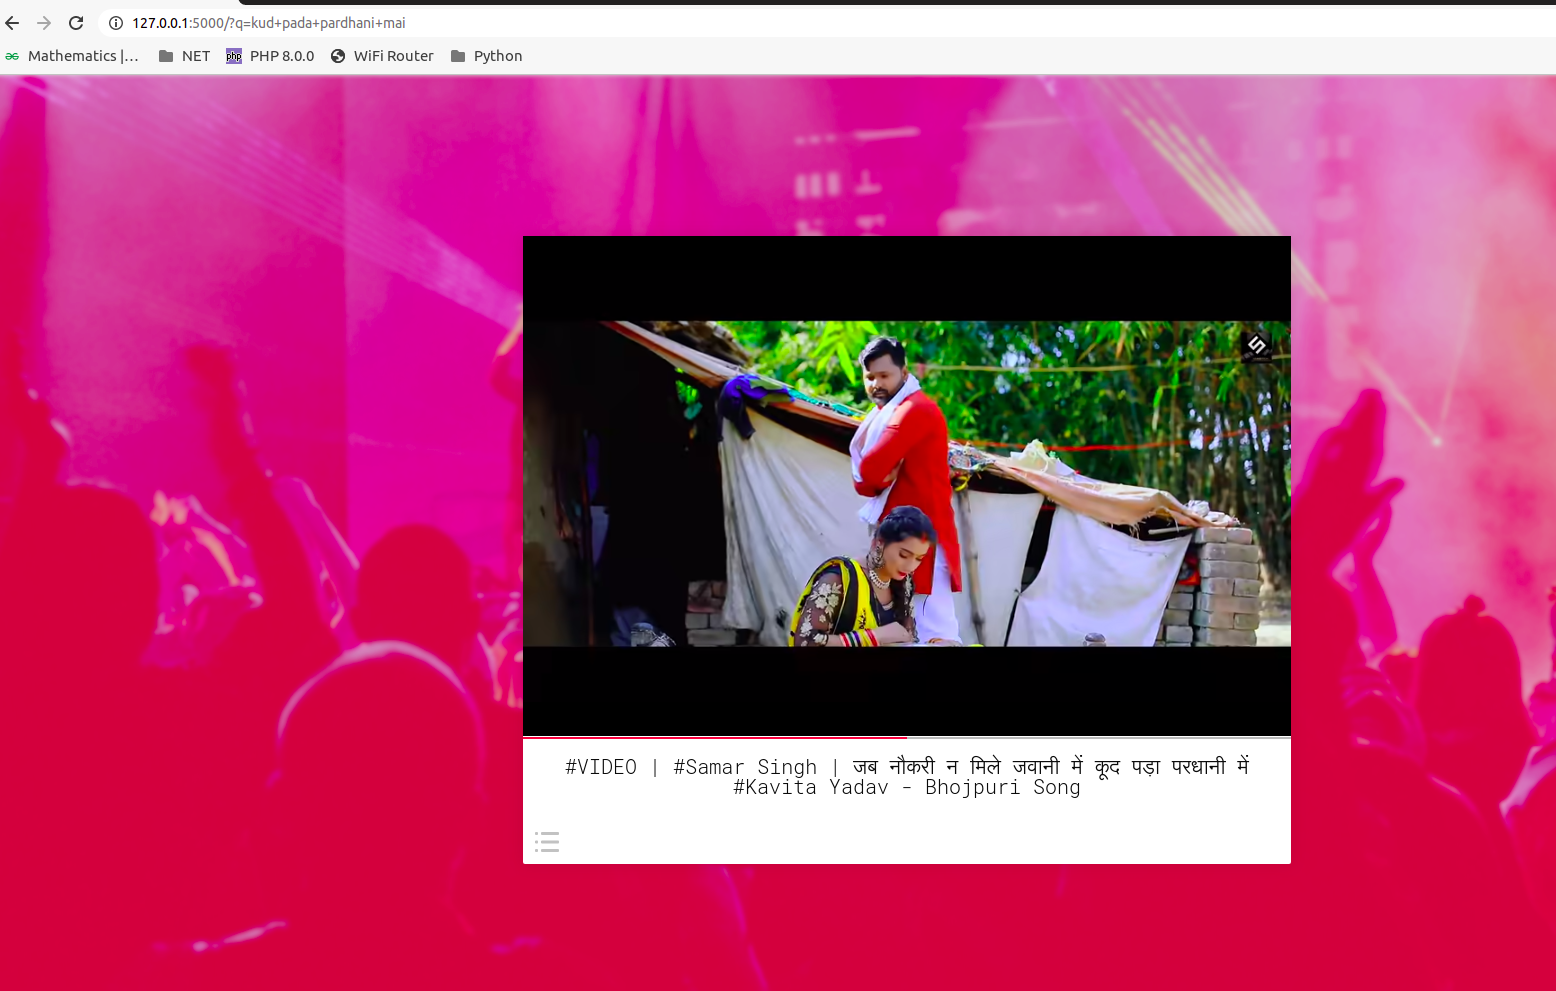 127.0.0.1:5000/?q=kud+pada+pardhani+mai
Mathematics |... NET php PHP 8.0.0 WiFi Router Python
#VIDEO | #Samar Singh | जब नौकरी न मिले जवानी में कूद पड़ा परधानी में
#Kavita Yadav - Bhojpuri Song